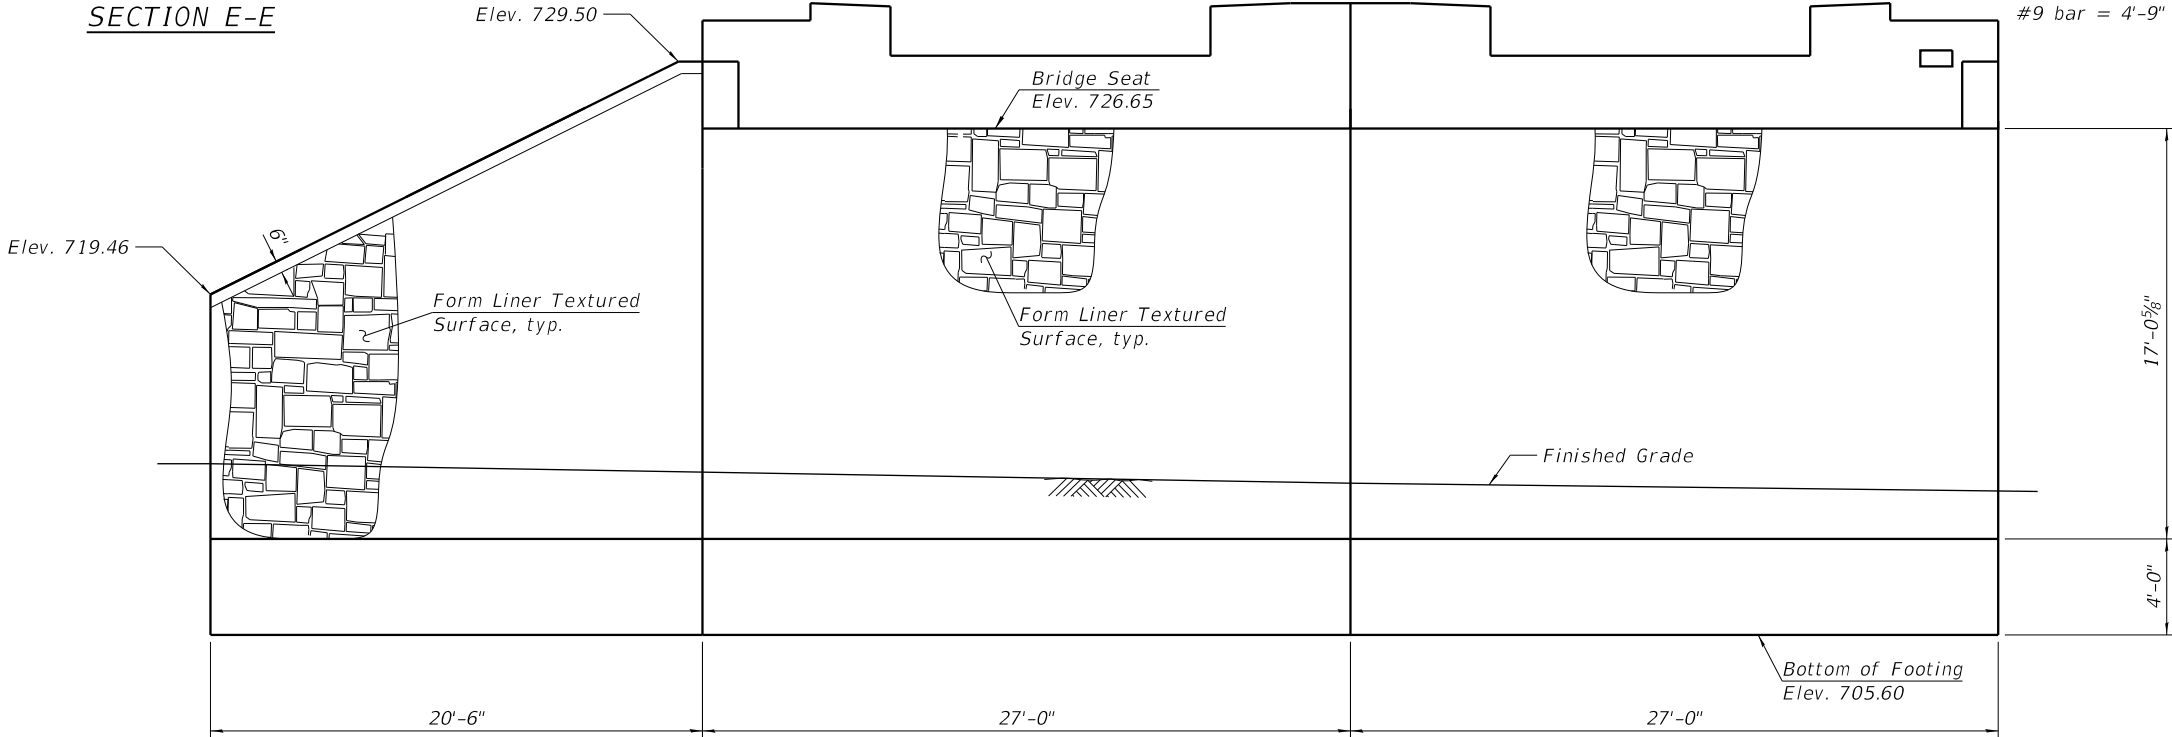 SECTION E-E
Elev. 729.50
#9 bar = 4'-9"
Bridge Seat
Elev. 726.65
6"
Elev. 719.46
Form Liner Textured
Surface, typ.
Form Liner Textured
Surface, typ.
17'-0⅝"
Finished Grade
4'-0"
Bottom of Footing
Elev. 705.60
20'-6"
27'-0"
27'-0"